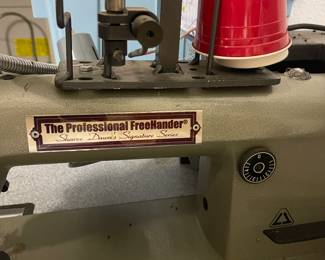 The Professional FreeHander®
Sharee Dawn's Signature Series